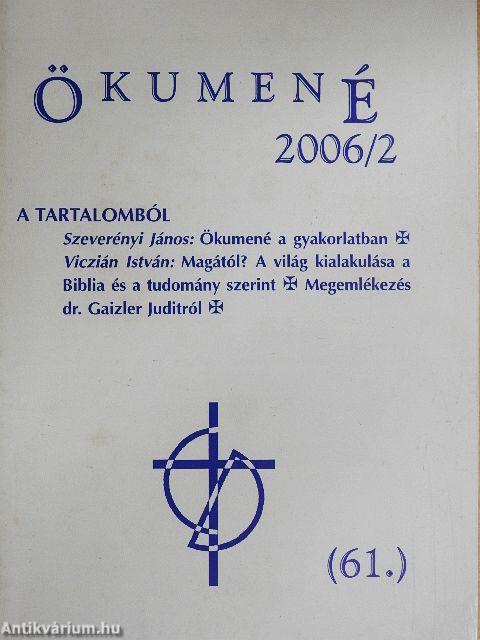 ÖKUMENÉ
2006/2
A TARTALOMBÓL
Szeverényi János: Ökumené a gyakorlatban ✠
Viczián István: Magától? A világ kialakulása a
Biblia és a tudomány szerint ✠ Megemlékezés
dr. Gaizler Juditról ✠
(61.)
Antikvárium.hu